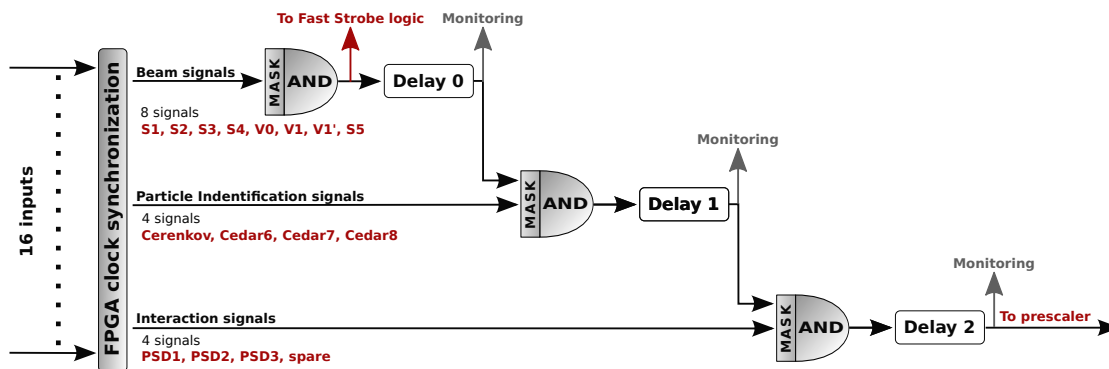 To Fast Strobe logic
Monitoring
Beam signals
MASK
AND
Delay 0
8 signals
S1, S2, S3, S4, V0, V1, V1', S5
16 inputs
FPGA clock synchronization
Monitoring
Particle Indentification signals
MASK
AND
Delay 1
4 signals
Cerenkov, Cedar6, Cedar7, Cedar8
Monitoring
Interaction signals
MASK
AND
Delay 2
To prescaler
4 signals
PSD1, PSD2, PSD3, spare